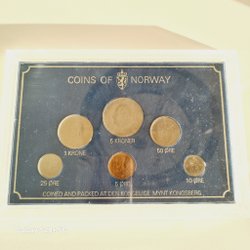 COINS OF NORWAY
5 KRONER
1 KRONE
50 ØRE
25 ØRE
5 ØRE
10 ØRE
COINED AND PACKED AT DEN KONGELIGE MYNT KONGSBERG